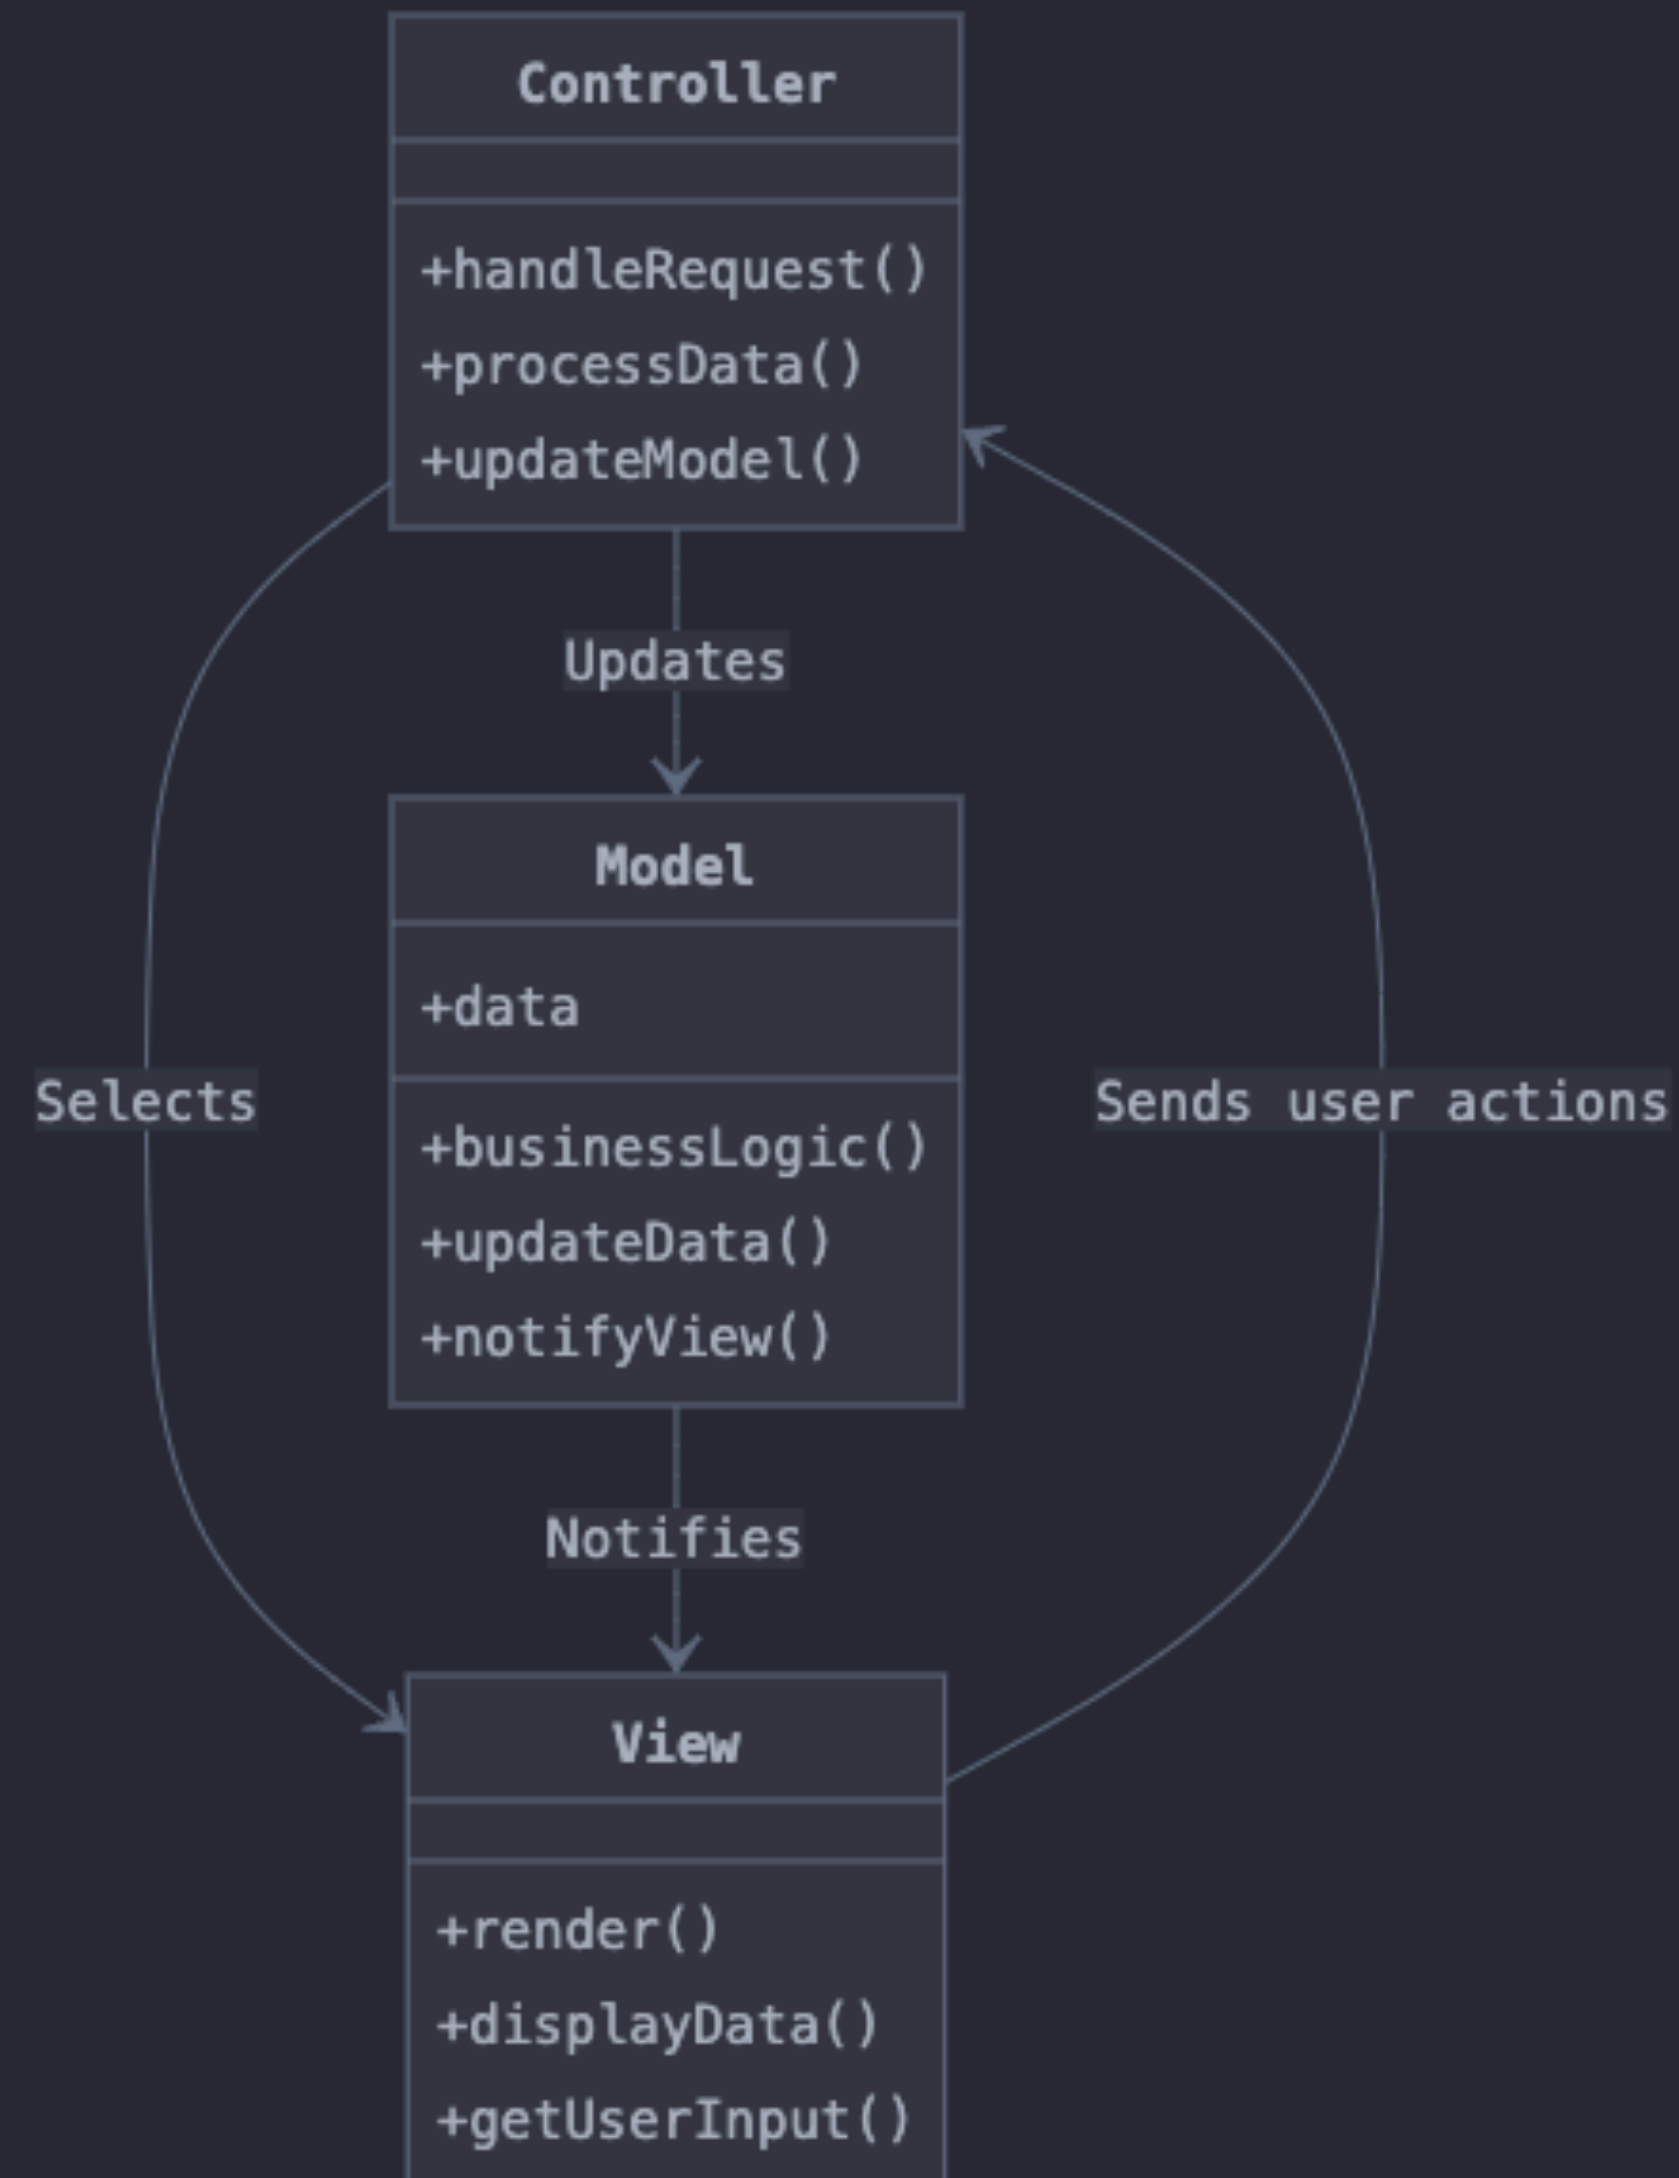 Controller
+handleRequest()
+processData()
+updateModel()
Updates
Model
+data
Selects
Sends user actions
+businessLogic()
+updateData()
+notifyView()
Notifies
View
+render()
+displayData()
+getUserInput()